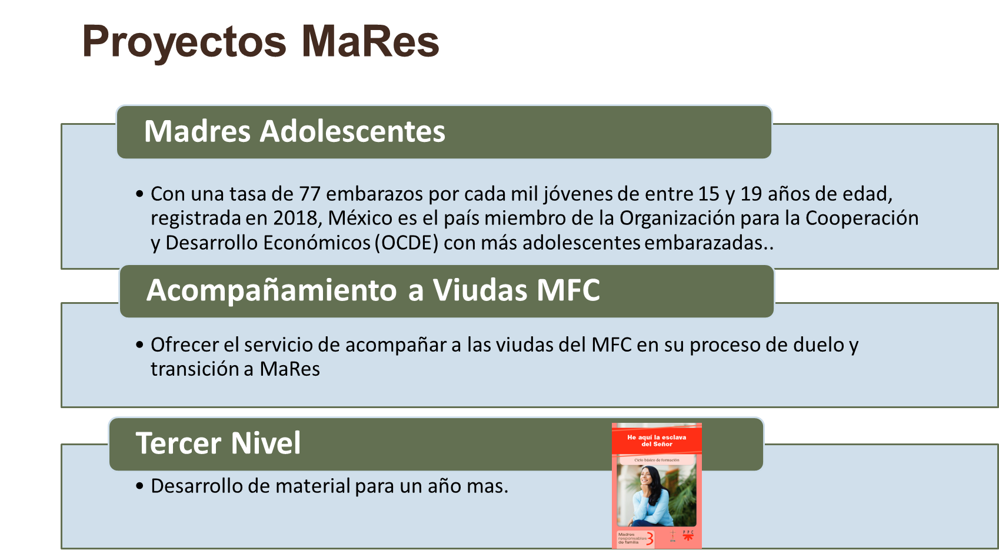 Proyectos MaRes
Madres Adolescentes
• Con una tasa de 77 embarazos por cada mil jóvenes de entre 15 y 19 años de edad,
registrada en 2018, México es el país miembro de la Organización para la Cooperación
y Desarrollo Económicos (OCDE) con más adolescentes embarazadas..
Acompañamiento a Viudas MFC
• Ofrecer el servicio de acompañar a las viudas del MFC en su proceso de duelo y
transición a MaRes
Tercer Nivel
He aquí la esclava
del Señor
Ciclo básico de formación
• Desarrollo de material para un año mas.
Madres
responsables
de familia
3
PPC